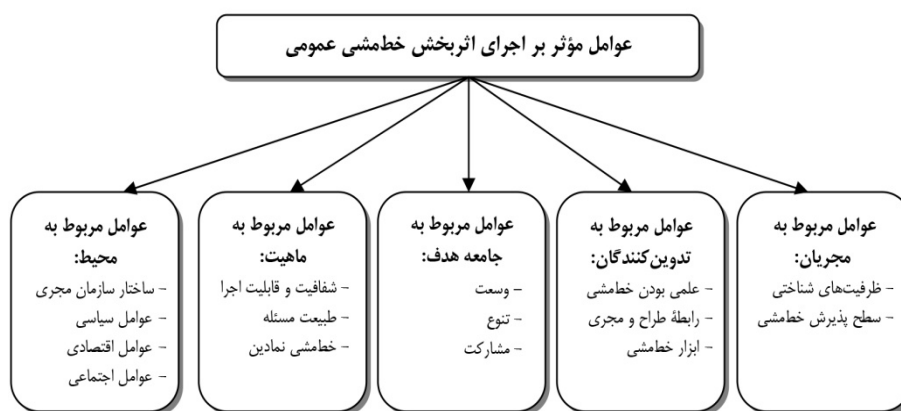 عوامل مؤثر بر اجرای اثربخش خط‌مشی عمومی
عوامل مربوط به
مجریان:
- ظرفیت‌های شناختی
- سطح پذیرش خط‌مشی
عوامل مربوط به
تدوین‌کنندگان:
- علمی بودن خط‌مشی
- رابطهٔ طراح و مجری
- ابزار خط‌مشی
عوامل مربوط به
جامعه هدف:
- وسعت
- تنوع
- مشارکت
عوامل مربوط به
ماهیت:
- شفافیت و قابلیت اجرا
- طبیعت مسئله
- خط‌مشی نمادین
عوامل مربوط به
محیط:
- ساختار سازمان مجری
- عوامل سیاسی
- عوامل اقتصادی
- عوامل اجتماعی